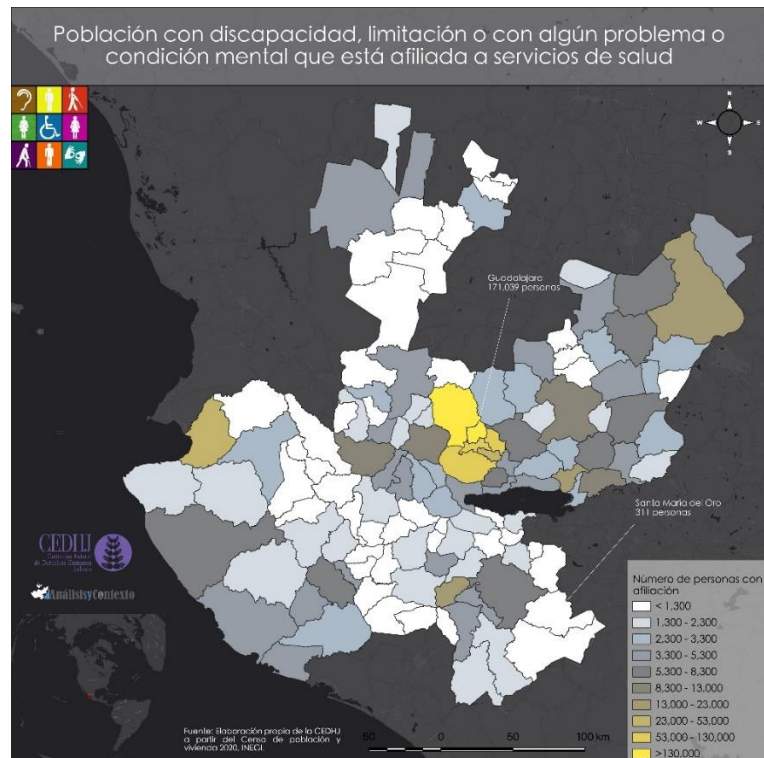 Población con discapacidad, limitación o con algún problema o
condición mental que está afiliada a servicios de salud
N
W
E
S
Guadalajara
171,039 personas
Santa María del Oro
311 personas
CEDHJ
de Derechos Humanos
Jalisco
AnálisisyContexto
Número de personas con
afiliación
< 1,300
1,300 - 2,300
2,300 - 3,300
3,300 - 5,300
5,300 - 8,300
8,300 - 13,000
13,000 - 23,000
23,000 - 53,000
53,000 - 130,000
>130,000
Fuente: Elaboración propia de la CEDHJ
a partir del Censo de población y
vivienda 2020, INEGI.
50
0
50
100 km